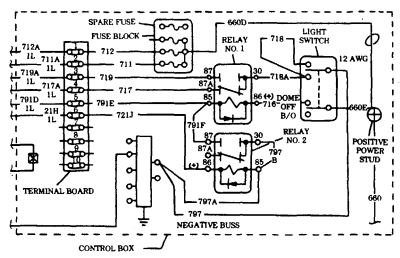 SPARE FUSE
FUSE BLOCK
660D
RELAY
NO. 1
LIGHT
SWITCH
718
12 AWG
712A
1L
712
711A
1L
711
719A
1L
719
87
30
718A
717A
1L
717
87A
791D
1L
791E
85
86 (+)
716
DOME
OFF
B/O
660E
21H
1L
721J
791F
1
2
3
4
5
6
7
8
9
10
87
30
RELAY
NO. 2
87A
797
(+)
86
85
B
POSITIVE
POWER
STUD
TERMINAL BOARD
797A
797
660
NEGATIVE BUSS
CONTROL BOX